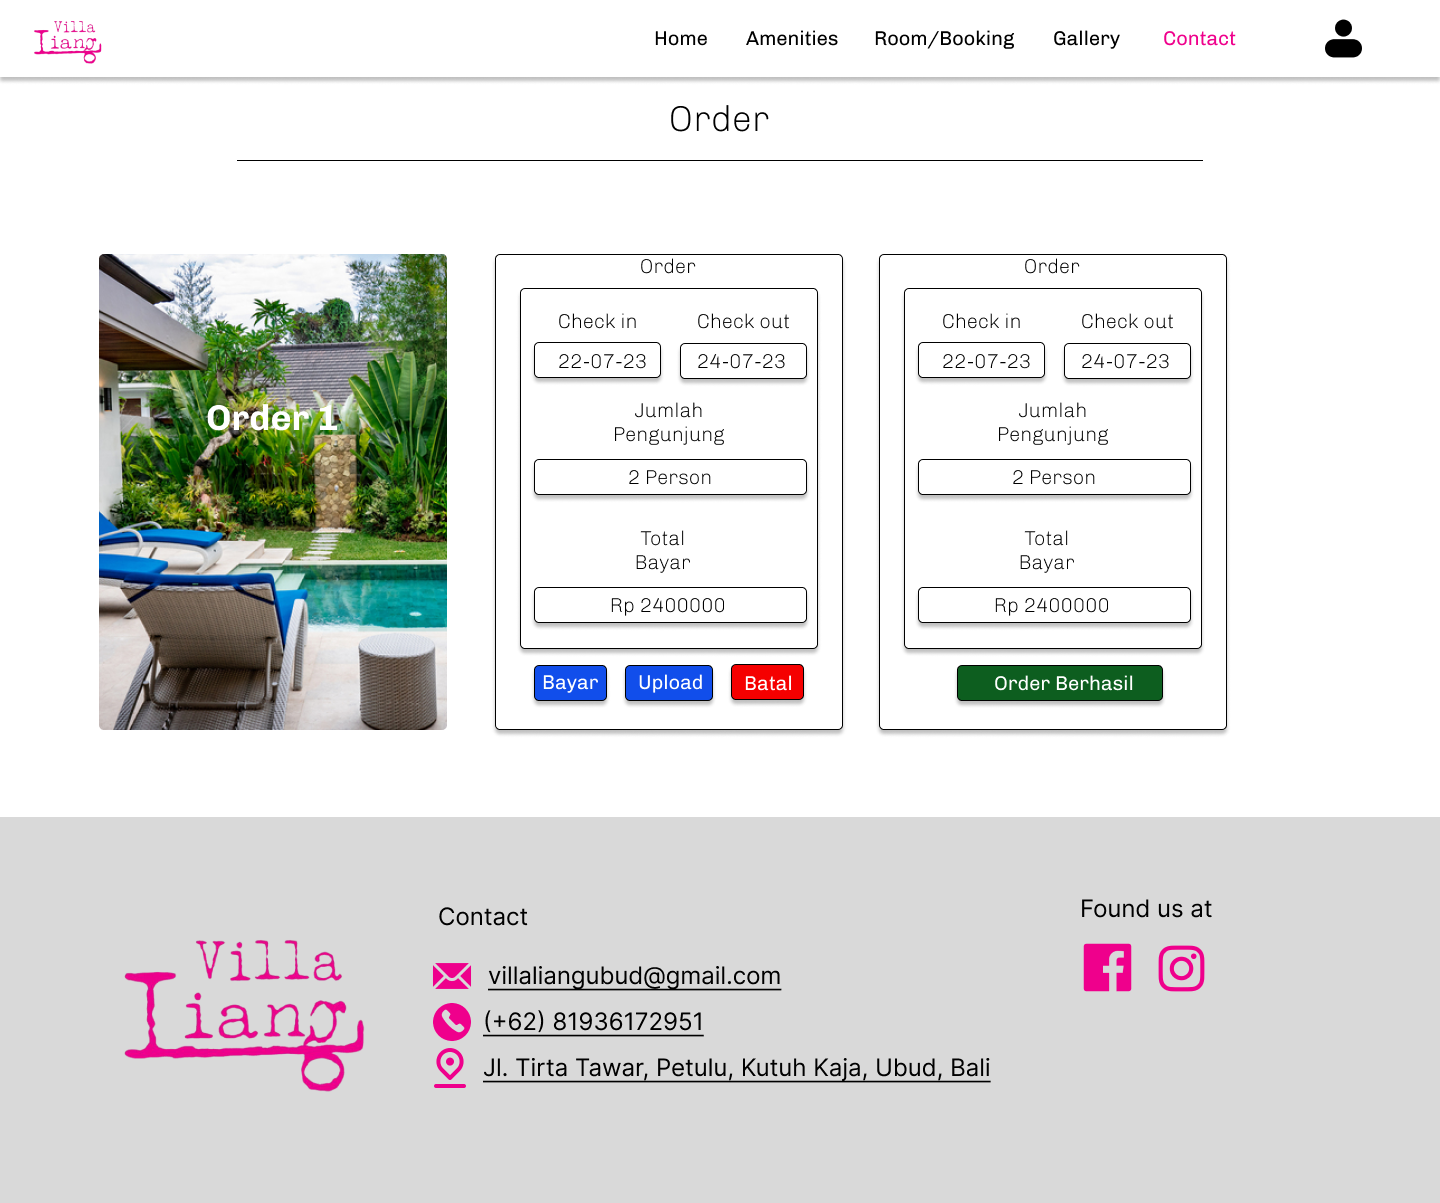 Villa
Liang
Home
Amenities
Room/Booking
Gallery
Contact
Order
Order 1
Order
Check in
Check out
22-07-23
24-07-23
Jumlah
Pengunjung
2 Person
Total
Bayar
Rp 2400000
Bayar
Upload
Batal
Order
Check in
Check out
22-07-23
24-07-23
Jumlah
Pengunjung
2 Person
Total
Bayar
Rp 2400000
Order Berhasil
Villa
Liang
Contact
villaliangubud@gmail.com
(+62) 81936172951
Jl. Tirta Tawar, Petulu, Kutuh Kaja, Ubud, Bali
Found us at